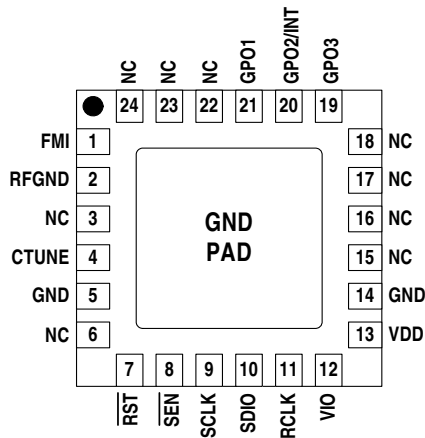 NC NC NC GPO1 GPO2/INT GPO3
24 23 22 21 20 19
FMI 1 18 NC
RFGND 2 17 NC
NC 3 16 NC
CTUNE 4 15 NC
GND 5 14 GND
NC 6 13 VDD
GND
PAD
7 8 9 10 11 12
RST SEN SCLK SDIO RCLK VIO